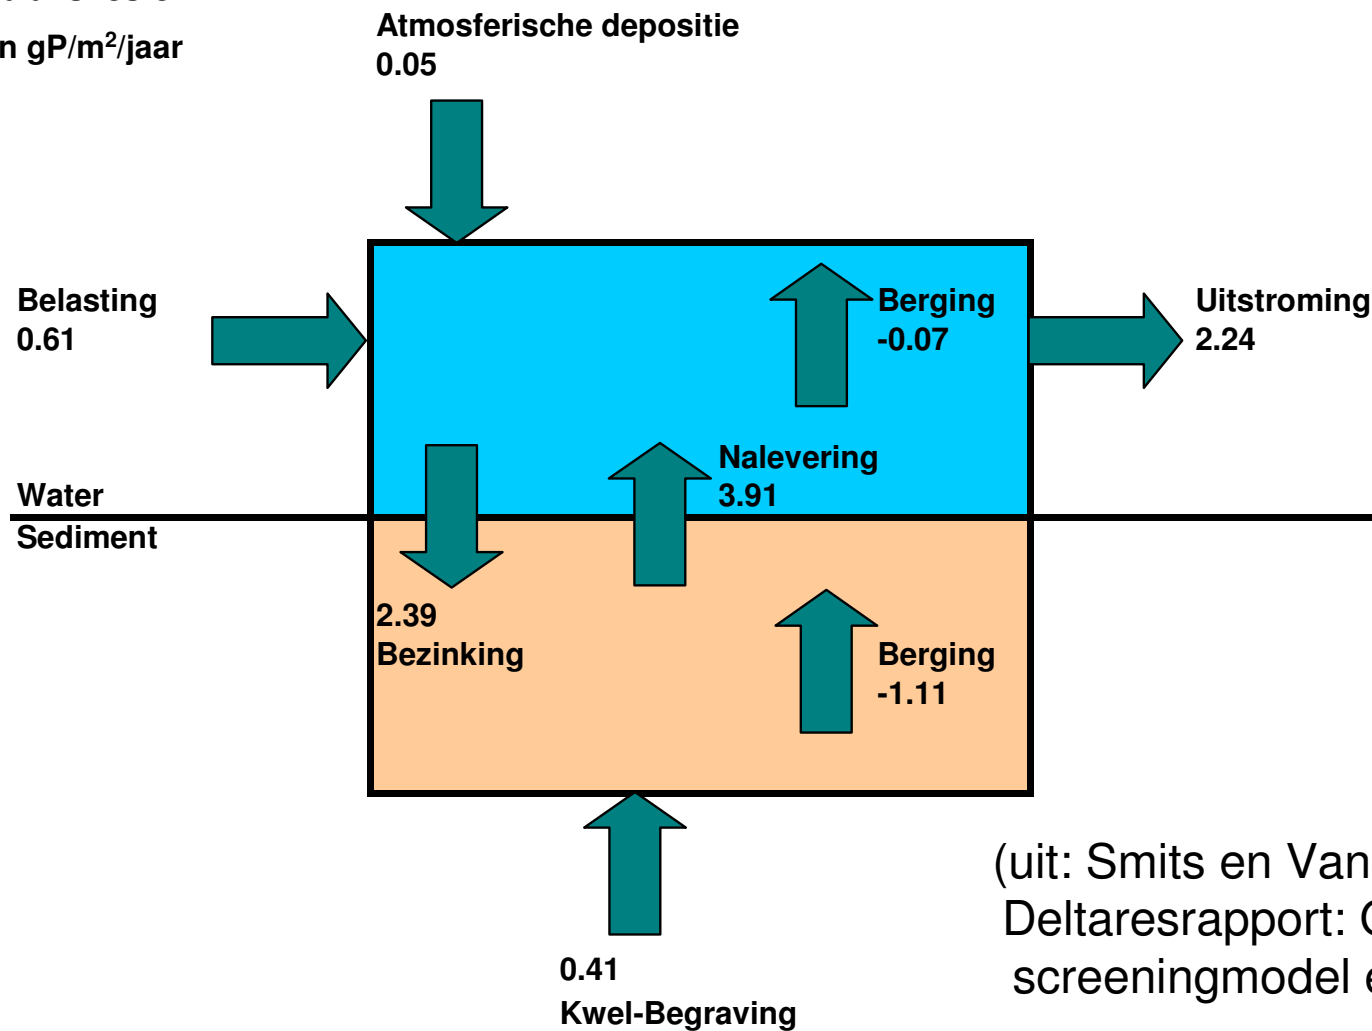 n gP/m²/jaar
Atmosferische depositie
0.05
Belasting
0.61
Berging
-0.07
Uitstroming
2.24
Nalevering
3.91
Water
Sediment
2.39
Bezinking
Berging
-1.11
0.41
Kwel-Begraving
(uit: Smits en Van
Deltaresrapport:
screeningmodel